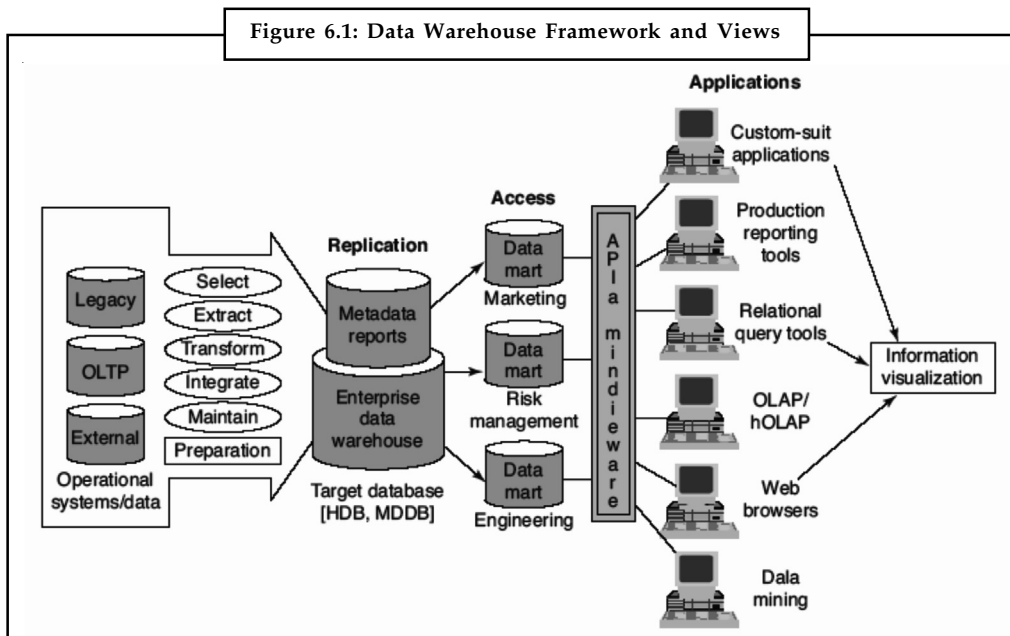 Figure 6.1: Data Warehouse Framework and Views
Applications
Custom-suit
applications
Production
reporting
tools
Relational
query tools
OLAP/
hOLAP
Web
browsers
Dala
mining
Information
visualization
Access
Data
mart
Marketing
Data
mart
Risk
management
Data
mart
Engineering
APIa mindieware
Replication
Metadata
reports
Enterprise
data
warehouse
Target database
[HDB, MDDB]
Legacy
OLTP
External
Operational
systems/data
Select
Extract
Transform
Integrate
Maintain
Preparation